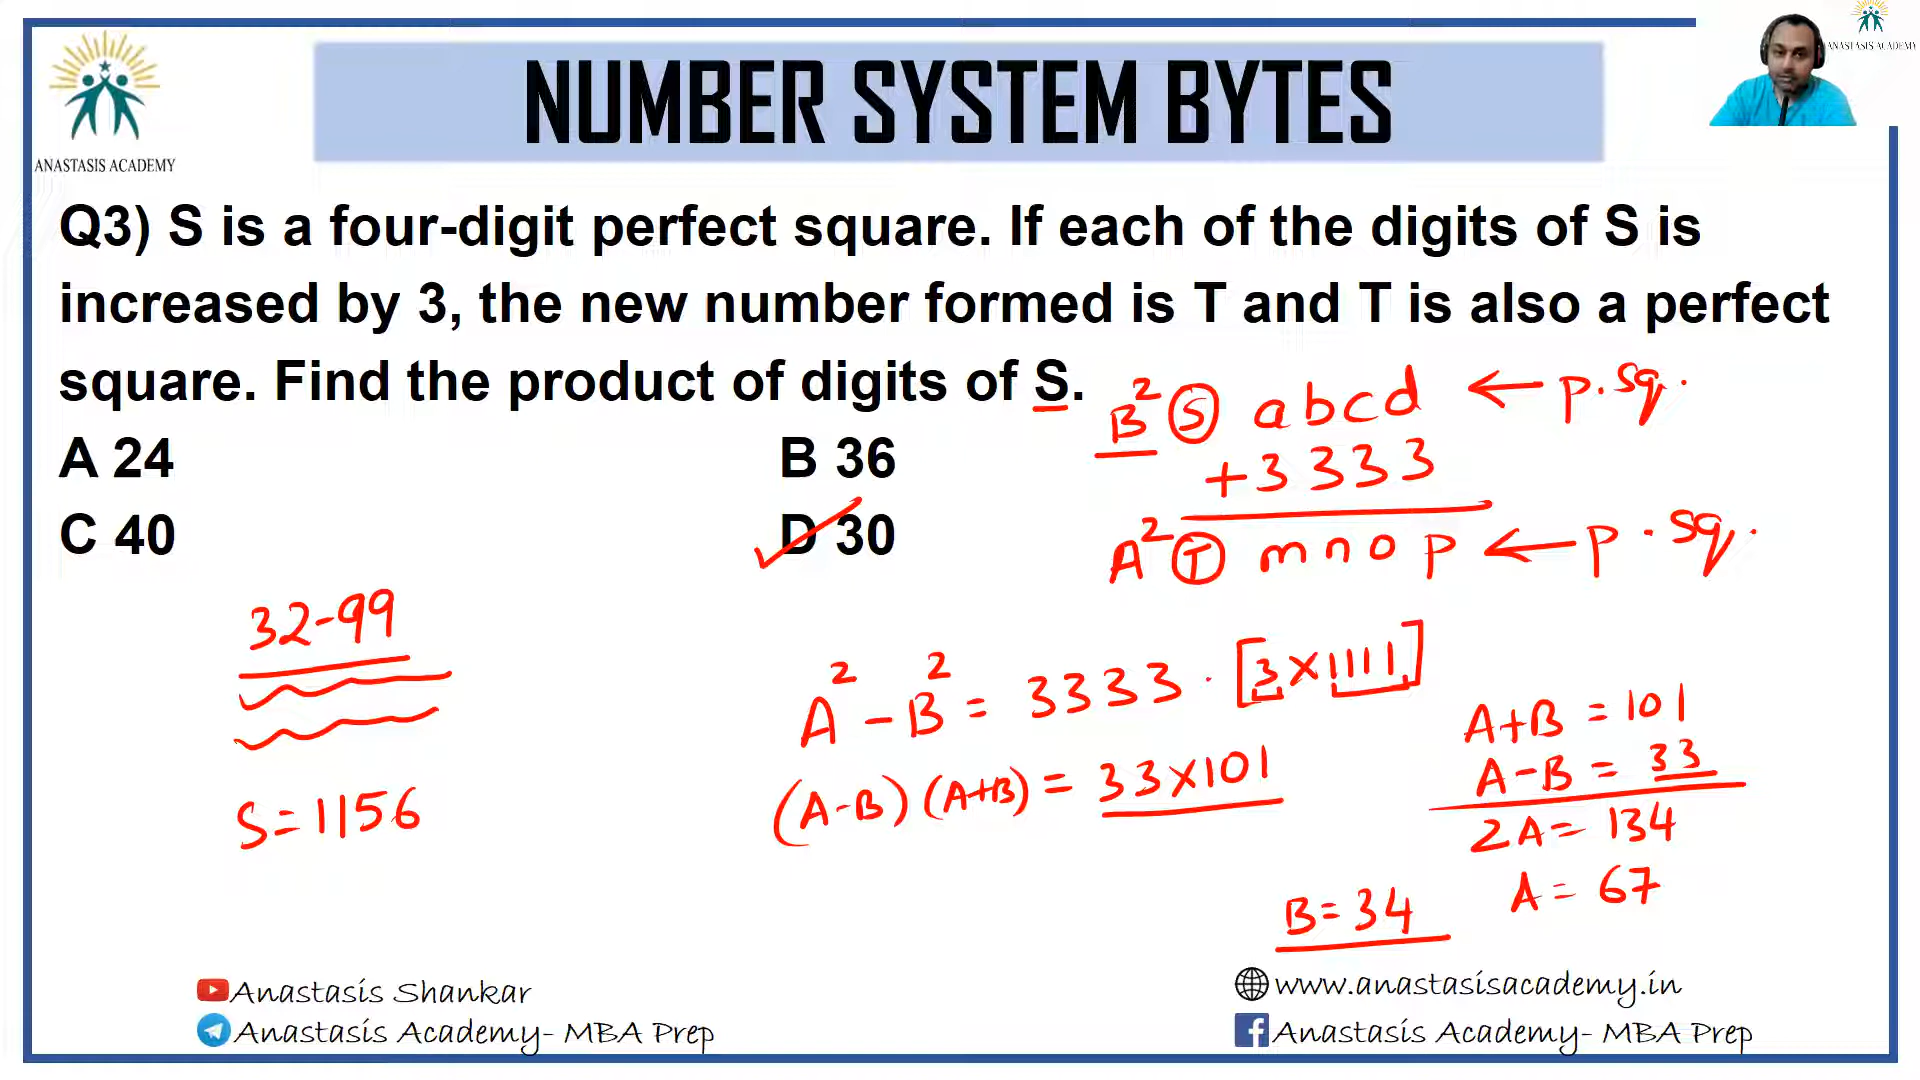 NUMBER SYSTEM BYTES
ANASTASIS ACADEMY
ANASTASIS ACADEMY
Q3) S is a four-digit perfect square. If each of the digits of S is
increased by 3, the new number formed is T and T is also a perfect
square. Find the product of digits of S.
A 24
B 36
C 40
D 30
B² S abcd ← p.sq.
+3333
A² T mnop ← p.sq.
32-99
S=1156
A² - B² = 3333 · [3×1111]
(A-B)(A+B) = 33×101
A+B = 101
A-B = 33
2A = 134
A = 67
B=34
Anastasis Shankar
Anastasis Academy- MBA Prep
www.anastasisacademy.in
Anastasis Academy- MBA Prep